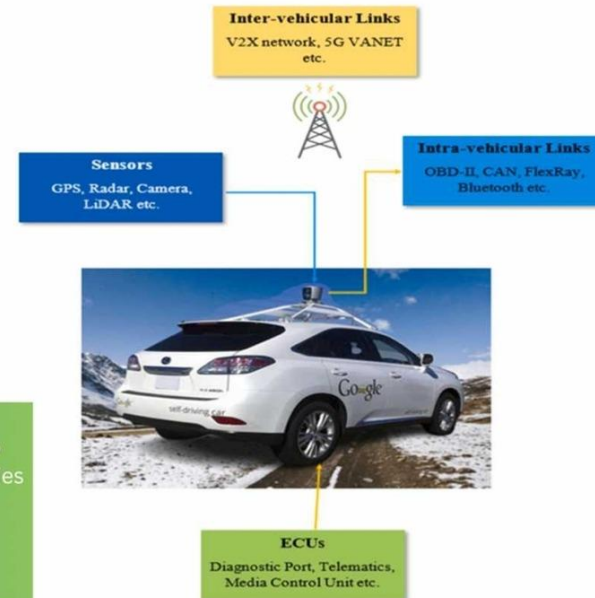 Inter-vehicular Links
V2X network, 5G VANET
etc.
Intra-vehicular Links
OBD-II, CAN, FlexRay,
Bluetooth etc.
Sensors
GPS, Radar, Camera,
LiDAR etc.
Google
self-driving car
es
ECUs
Diagnostic Port, Telematics,
Media Control Unit etc.